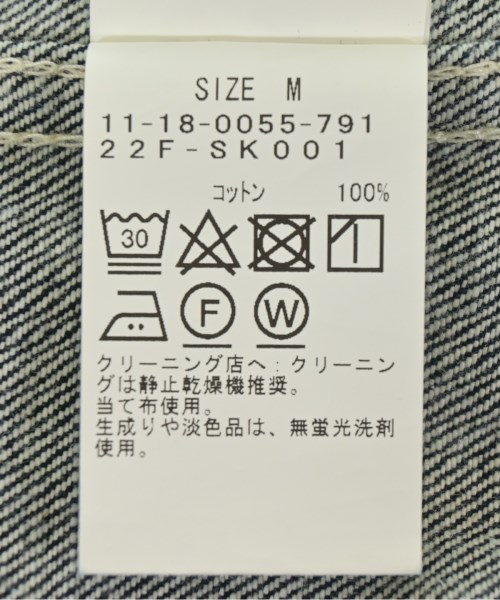 SIZE M
11-18-0055-791
22F-SK001
コットン 100%
30
F W
クリーニング店へ:クリーニン
グは静止乾燥機推奨。
当て布使用。
生成りや淡色品は、無蛍光洗剤
使用。